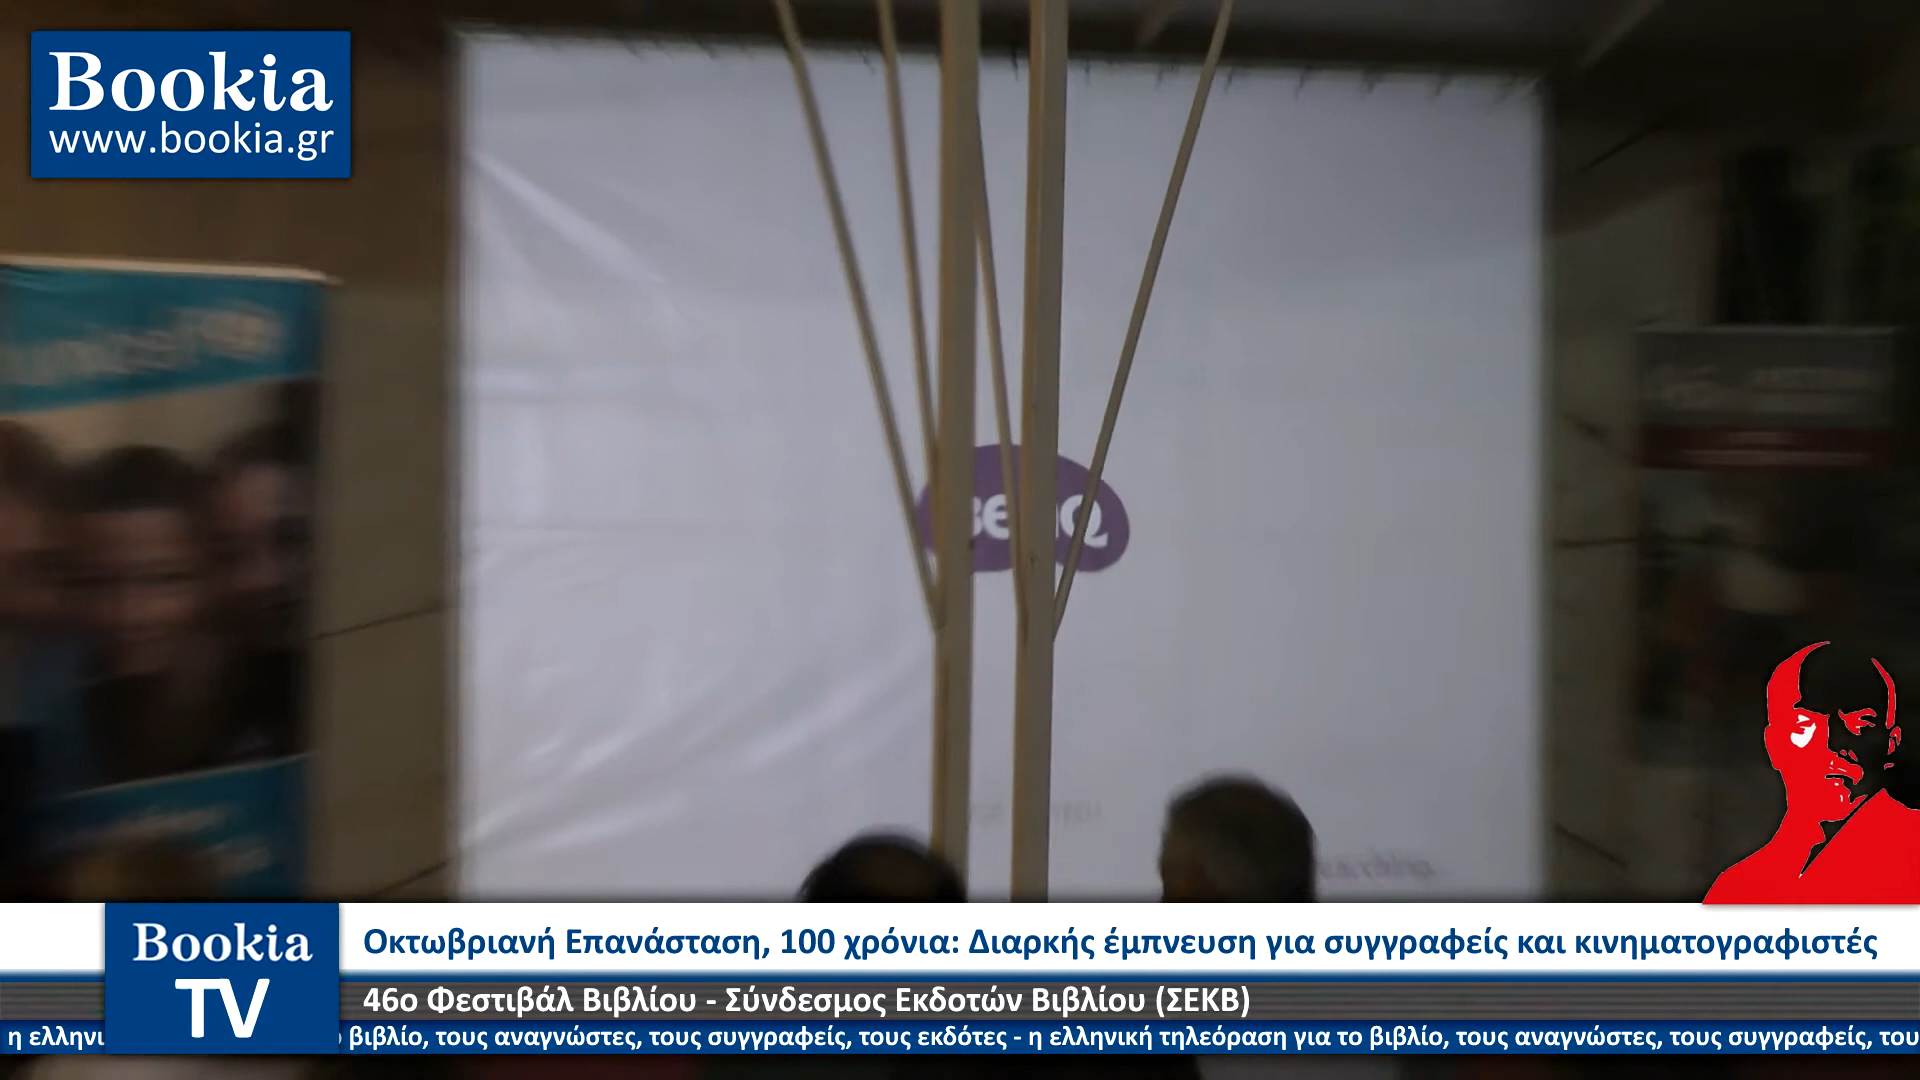 Bookia
www.bookia.gr
BenQ
Bookia
TV
Οκτωβριανή Επανάσταση, 100 χρόνια: Διαρκής έμπνευση για συγγραφείς και κινηματογραφιστές
46ο Φεστιβάλ Βιβλίου - Σύνδεσμος Εκδοτών Βιβλίου (ΣΕΚΒ)
η ελληνι βιβλίο, τους αναγνώστες, τους συγγραφείς, τους εκδότες - η ελληνική τηλεόραση για το βιβλίο, τους αναγνώστες, τους συγγραφείς, του